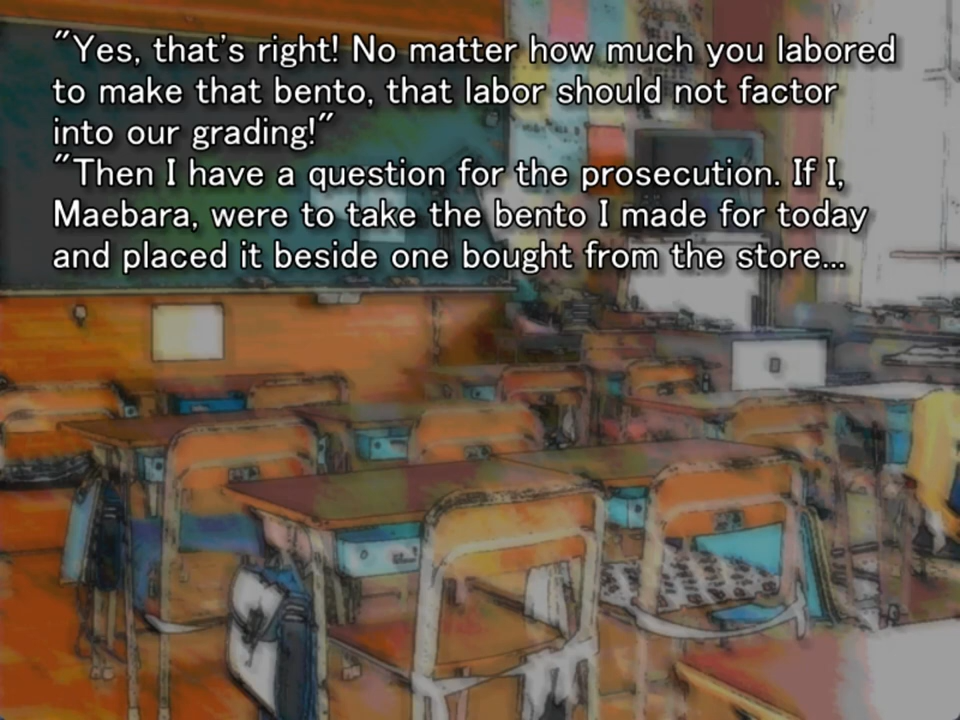 "Yes, that's right! No matter how much you labored
to make that bento, that labor should not factor
into our grading!"
"Then I have a question for the prosecution. If I,
Maebara, were to take the bento I made for today
and placed it beside one bought from the store...